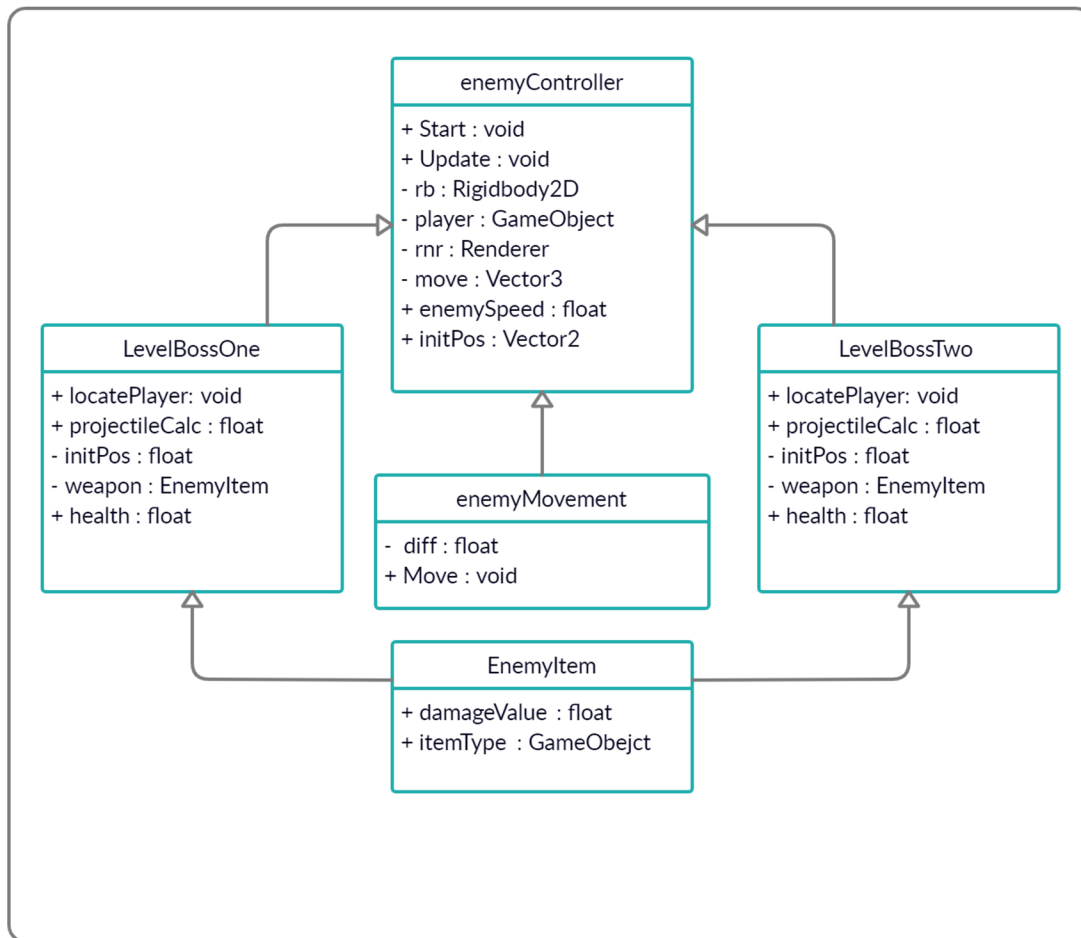 enemyController
+ Start : void
+ Update : void
- rb : Rigidbody2D
- player : GameObject
- rnr : Renderer
- move : Vector3
+ enemySpeed : float
+ initPos : Vector2
LevelBossOne
+ locatePlayer: void
+ projectileCalc : float
- initPos : float
- weapon : EnemyItem
+ health : float
LevelBossTwo
+ locatePlayer: void
+ projectileCalc : float
- initPos : float
- weapon : EnemyItem
+ health : float
enemyMovement
- diff : float
+ Move : void
EnemyItem
+ damageValue : float
+ itemType : GameObejct